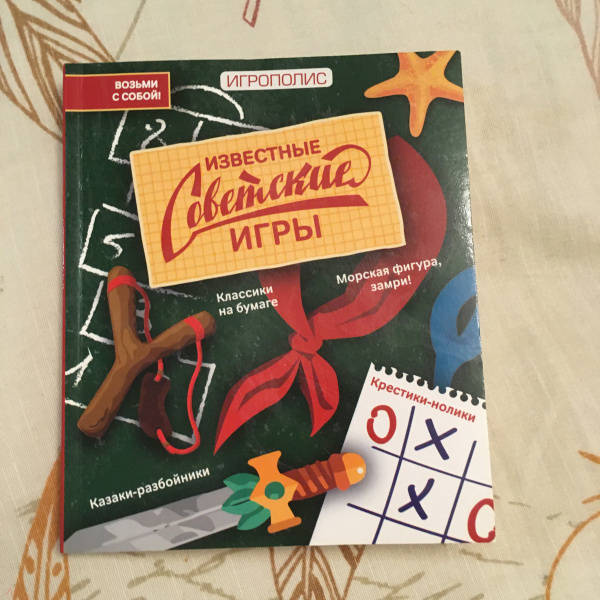 ВОЗЬМИ
С СОБОЙ!
ИГРОПОЛИС
ИЗВЕСТНЫЕ
Советские
ИГРЫ
Классики
на бумаге
Морская фигура,
замри!
Крестики-нолики
O X
X O
Казаки-разбойники